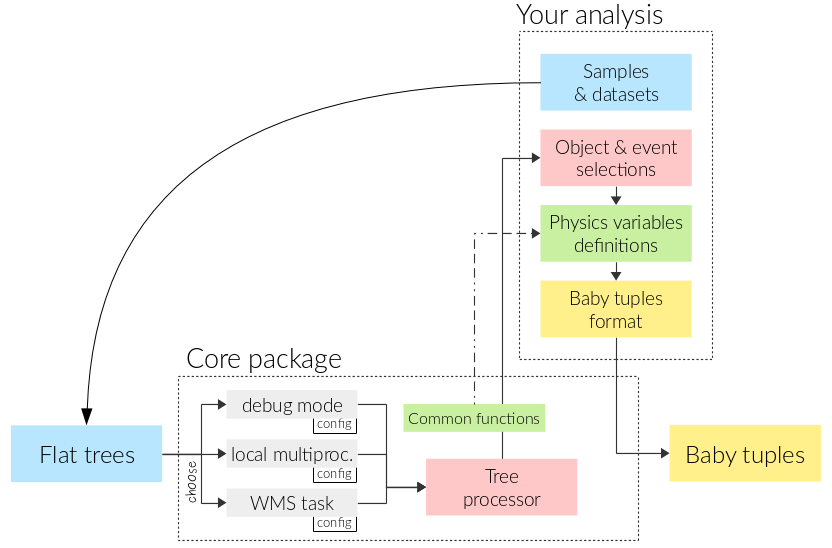 Your analysis
Samples
& datasets
Object & event
selections
Physics variables
definitions
Baby tuples
format
Core package
debug mode
config
Common functions
Flat trees
choose
local multiproc.
config
Baby tuples
Tree
processor
WMS task
config